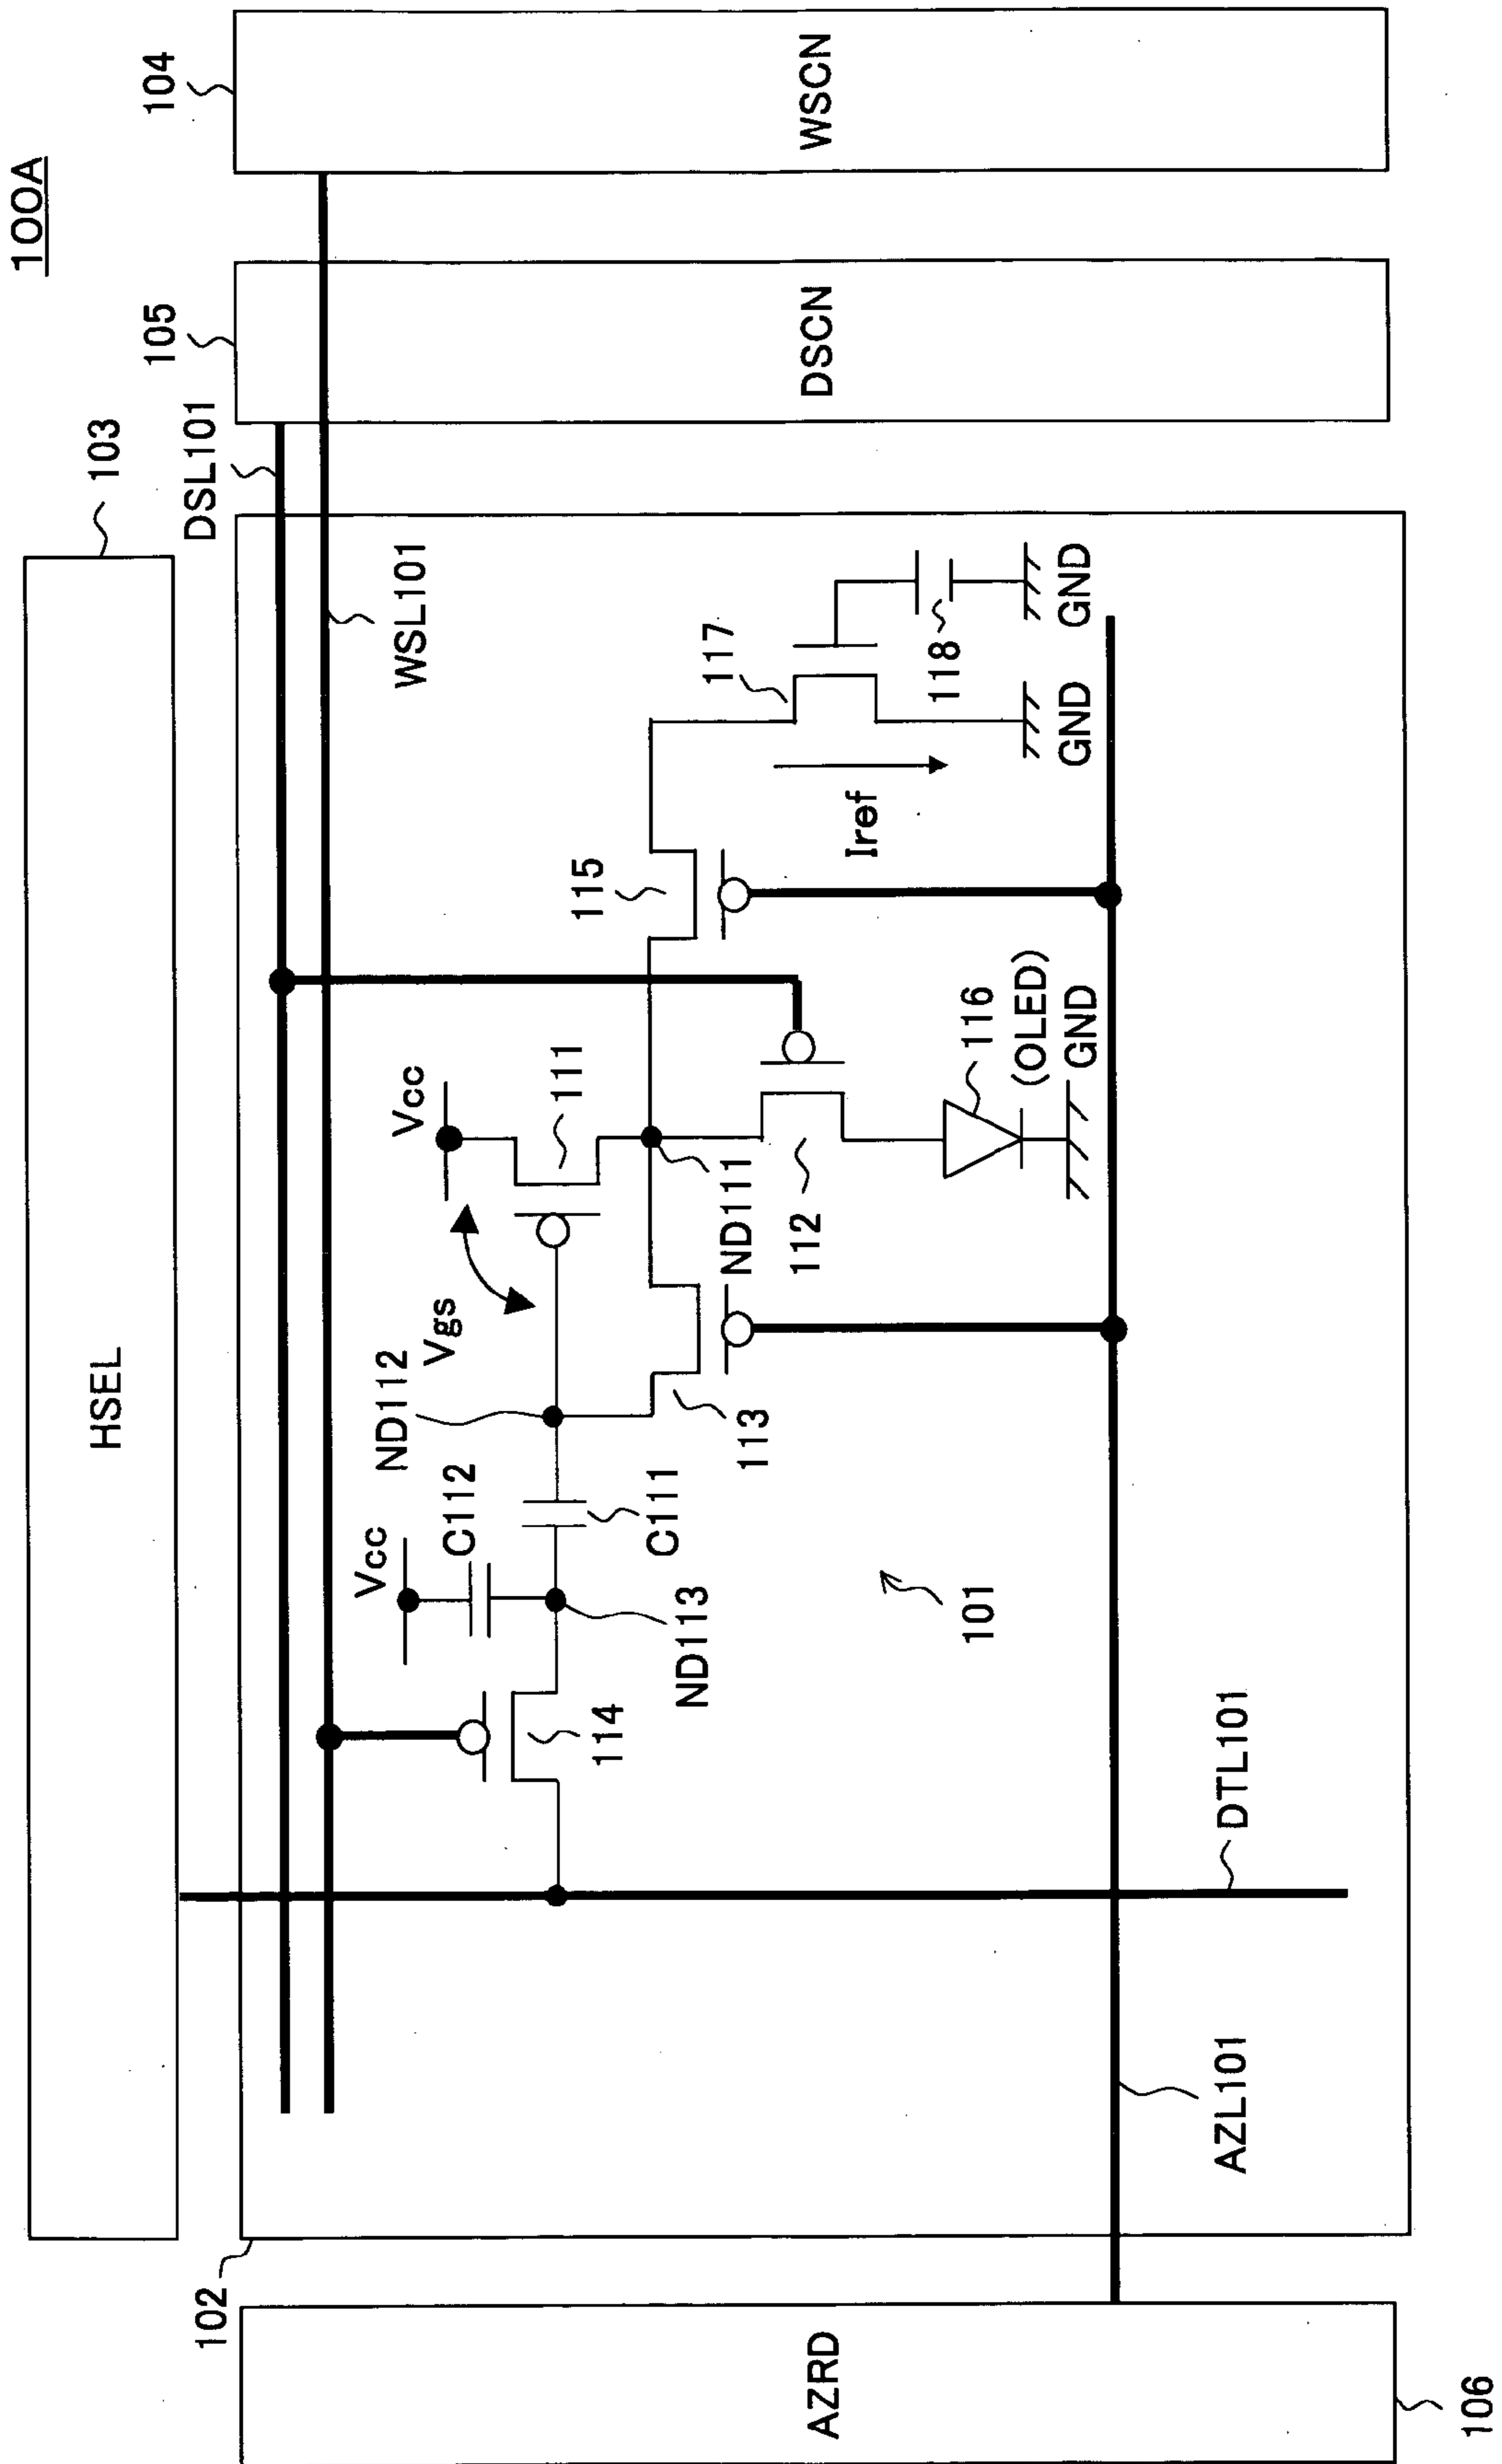 100A
104
WSCN
105
DSCN
103
HSEL
DSL101
WSL101
102
AZRD
106
Vcc
C112
ND112
Vgs
Vcc
111
115
117
118
GND
GND
Iref
114
ND113
C111
113
ND111
112
116
(OLED)
GND
101
DTL101
AZL101